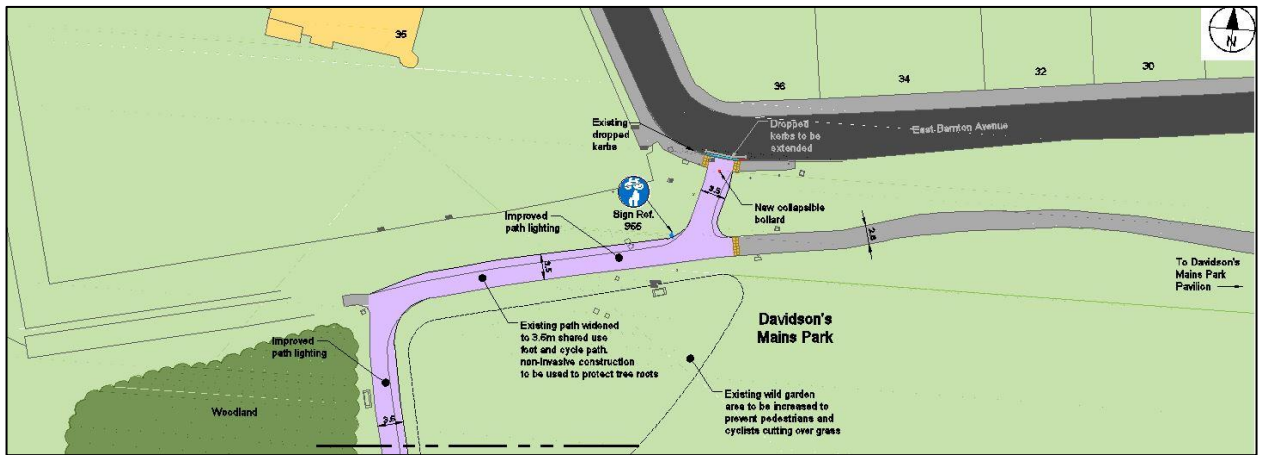 35
N
36
34
32
30
Existing
dropped
kerbs
Dropped
kerbs to be
extended
East Barnton Avenue
3.5
Sign Ref.
956
New collapsible
bollard
Improved
path lighting
3.5
2.8
To Davidson's
Mains Park
Pavilion
Existing path widened
to 3.5m shared use
foot and cycle path,
non-invasive construction
to be used to protect tree roots
Davidson's
Mains Park
Improved
path lighting
Existing wild garden
area to be increased to
prevent pedestrians and
cyclists cutting over grass
Woodland
3.5